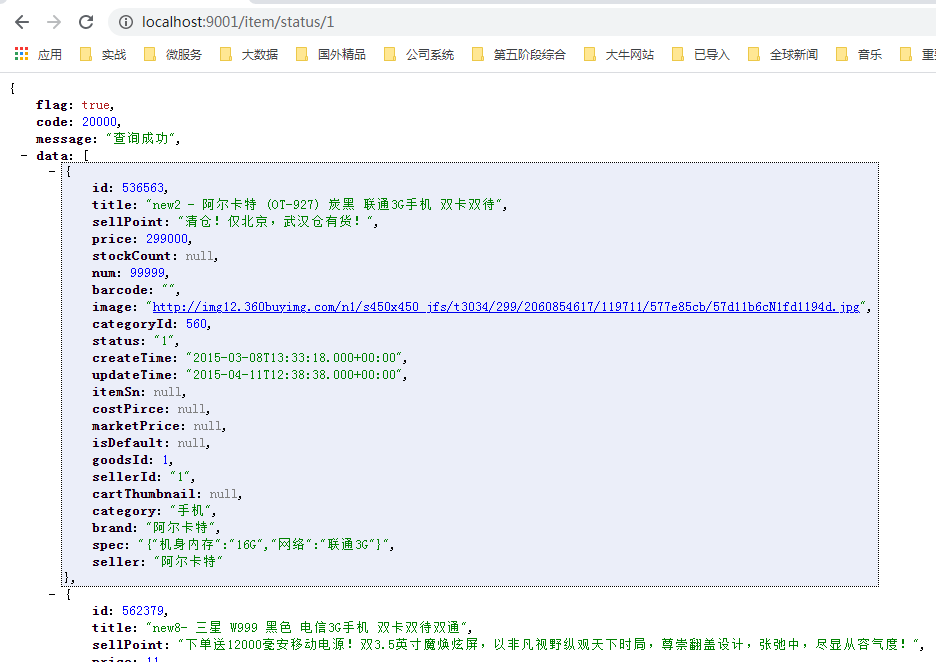 localhost:9001/item/status/1
应用 实战 微服务 大数据 国外精品 公司系统 第五阶段综合 大牛网站 已导入 全球新闻 音乐
{
flag: true,
code: 20000,
message: "查询成功",
- data: [
- {
id: 536563,
title: "new2 - 阿尔卡特 (OT-927) 炭黑 联通3G手机 双卡双待",
sellPoint: "清仓！仅北京，武汉仓有货！",
price: 299000,
stockCount: null,
num: 99999,
barcode: "",
image: "http://img12.360buyimg.com/n1/s450x450_jfs/t3034/299/2060854617/119711/577e85cb/57d11b6cN1fd1194d.jpg",
categoryId: 560,
status: "1",
createTime: "2015-03-08T13:33:18.000+00:00",
updateTime: "2015-04-11T12:38:38.000+00:00",
itemSn: null,
costPirce: null,
marketPrice: null,
isDefault: null,
goodsId: 1,
sellerId: "1",
cartThumbnail: null,
category: "手机",
brand: "阿尔卡特",
spec: "{"机身内存":"16G","网络":"联通3G"}",
seller: "阿尔卡特"
},
- {
id: 562379,
title: "new8- 三星 W999 黑色 电信3G手机 双卡双待双通",
sellPoint: "下单送12000毫安移动电源！双3.5英寸魔焕炫屏，以非凡视野纵观天下时局，尊崇翻盖设计，张弛中，尽显从容气度！",
price: 11